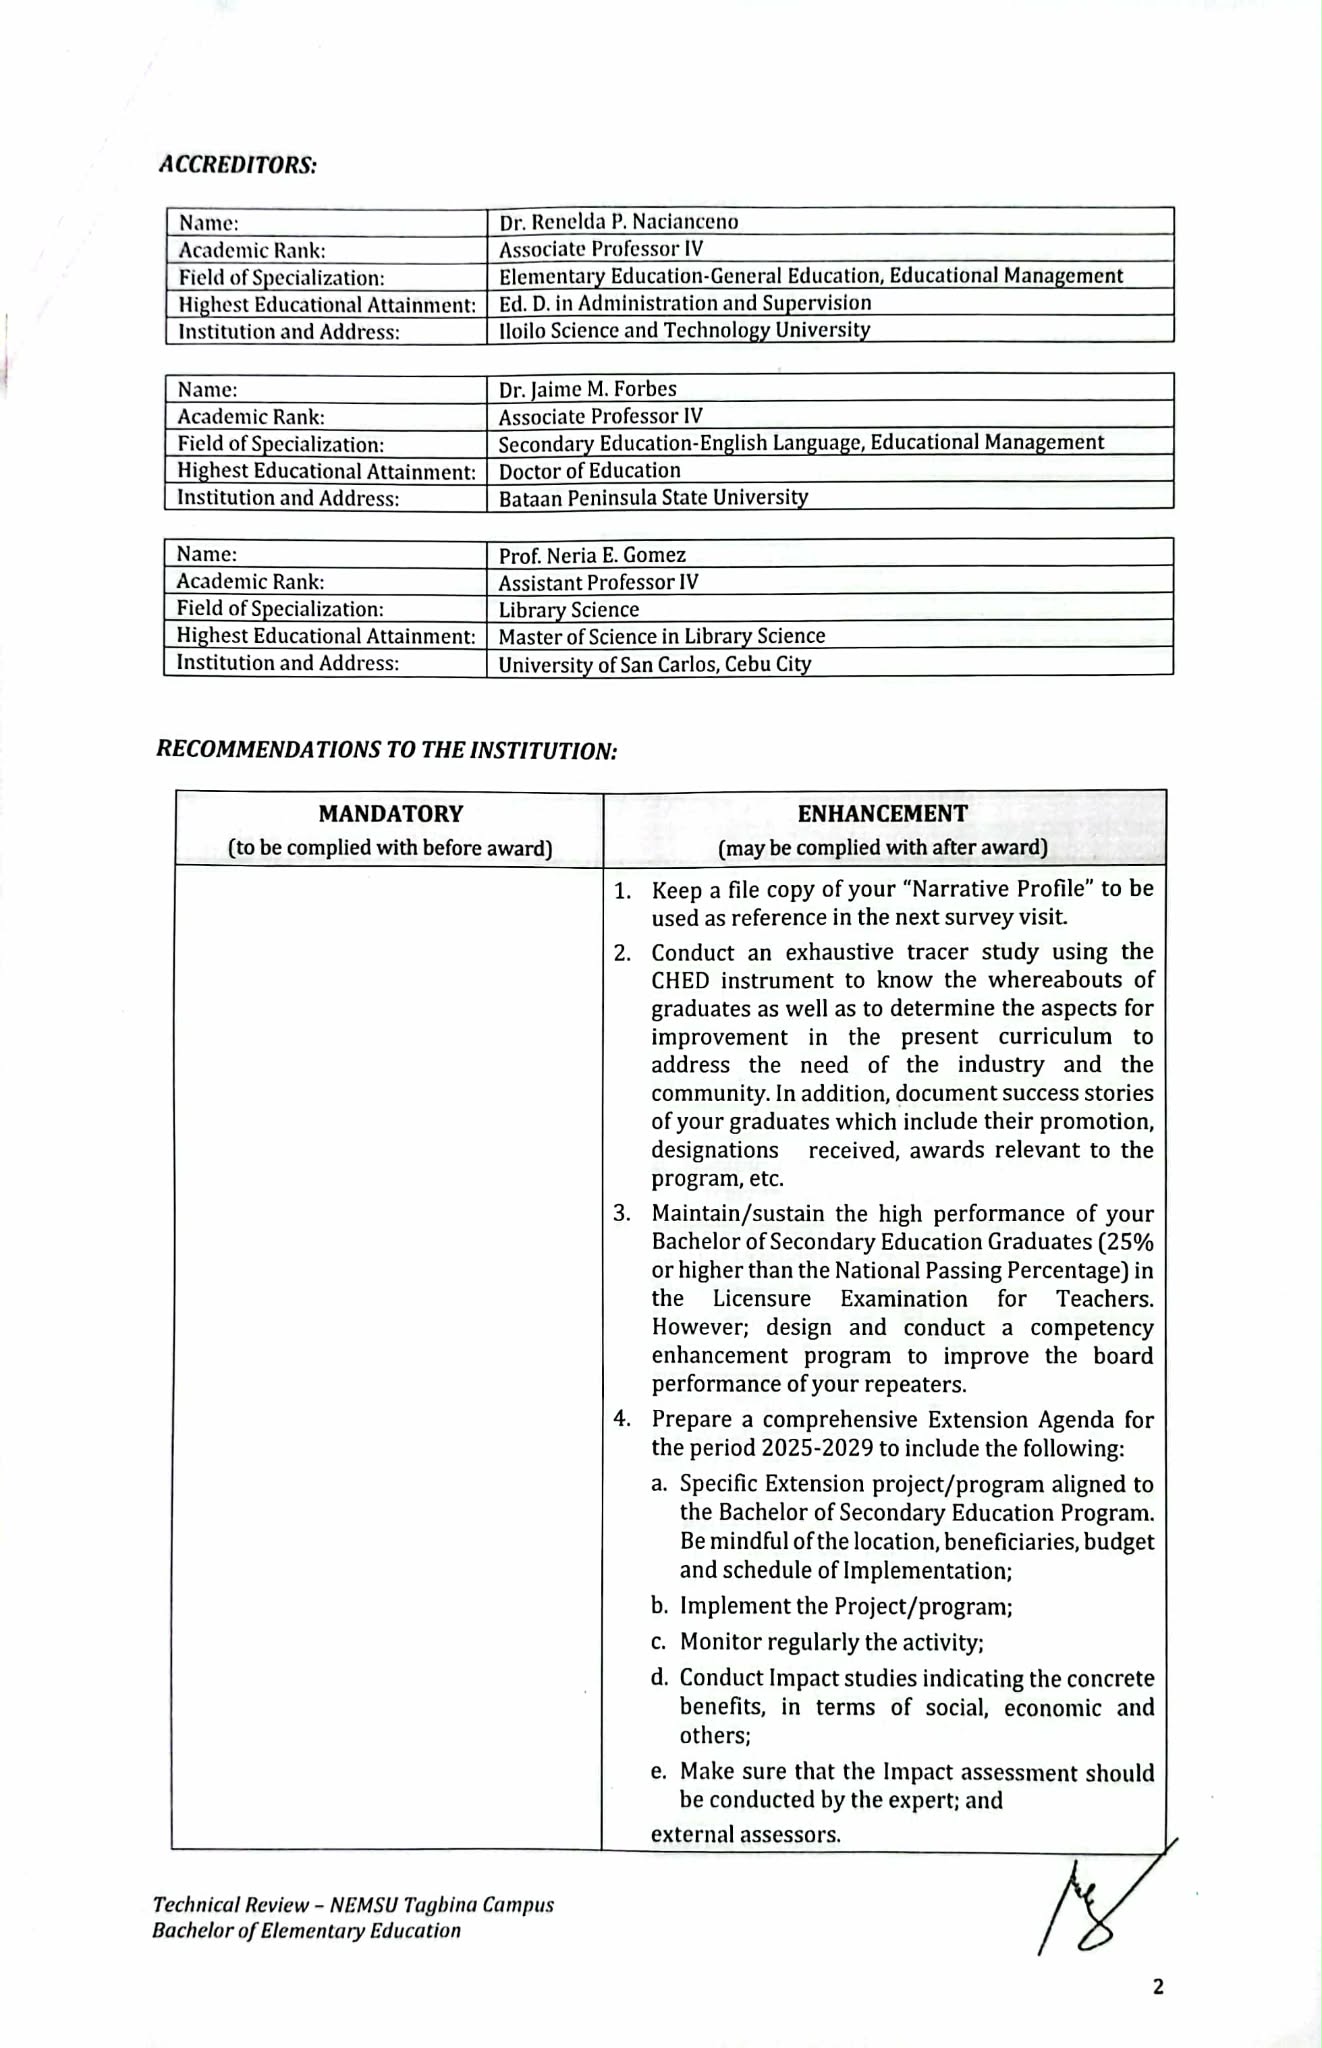 ACCREDITORS:
Name: Dr. Renelda P. Nacianceno
Academic Rank: Associate Professor IV
Field of Specialization: Elementary Education-General Education, Educational Management
Highest Educational Attainment: Ed. D. in Administration and Supervision
Institution and Address: Iloilo Science and Technology University
Name: Dr. Jaime M. Forbes
Academic Rank: Associate Professor IV
Field of Specialization: Secondary Education-English Language, Educational Management
Highest Educational Attainment: Doctor of Education
Institution and Address: Bataan Peninsula State University
Name: Prof. Neria E. Gomez
Academic Rank: Assistant Professor IV
Field of Specialization: Library Science
Highest Educational Attainment: Master of Science in Library Science
Institution and Address: University of San Carlos, Cebu City
RECOMMENDATIONS TO THE INSTITUTION:
MANDATORY
(to be complied with before award)
ENHANCEMENT
(may be complied with after award)
1. Keep a file copy of your "Narrative Profile" to be
used as reference in the next survey visit.
2. Conduct an exhaustive tracer study using the
CHED instrument to know the whereabouts of
graduates as well as to determine the aspects for
improvement in the present curriculum to
address the need of the industry and the
community. In addition, document success stories
of your graduates which include their promotion,
designations received, awards relevant to the
program, etc.
3. Maintain/sustain the high performance of your
Bachelor of Secondary Education Graduates (25%
or higher than the National Passing Percentage) in
the Licensure Examination for Teachers.
However; design and conduct a competency
enhancement program to improve the board
performance of your repeaters.
4. Prepare a comprehensive Extension Agenda for
the period 2025-2029 to include the following:
a. Specific Extension project/program aligned to
the Bachelor of Secondary Education Program.
Be mindful of the location, beneficiaries, budget
and schedule of Implementation;
b. Implement the Project/program;
c. Monitor regularly the activity;
d. Conduct Impact studies indicating the concrete
benefits, in terms of social, economic and
others;
e. Make sure that the Impact assessment should
be conducted by the expert; and
external assessors.
Technical Review – NEMSU Tagbina Campus
Bachelor of Elementary Education
2